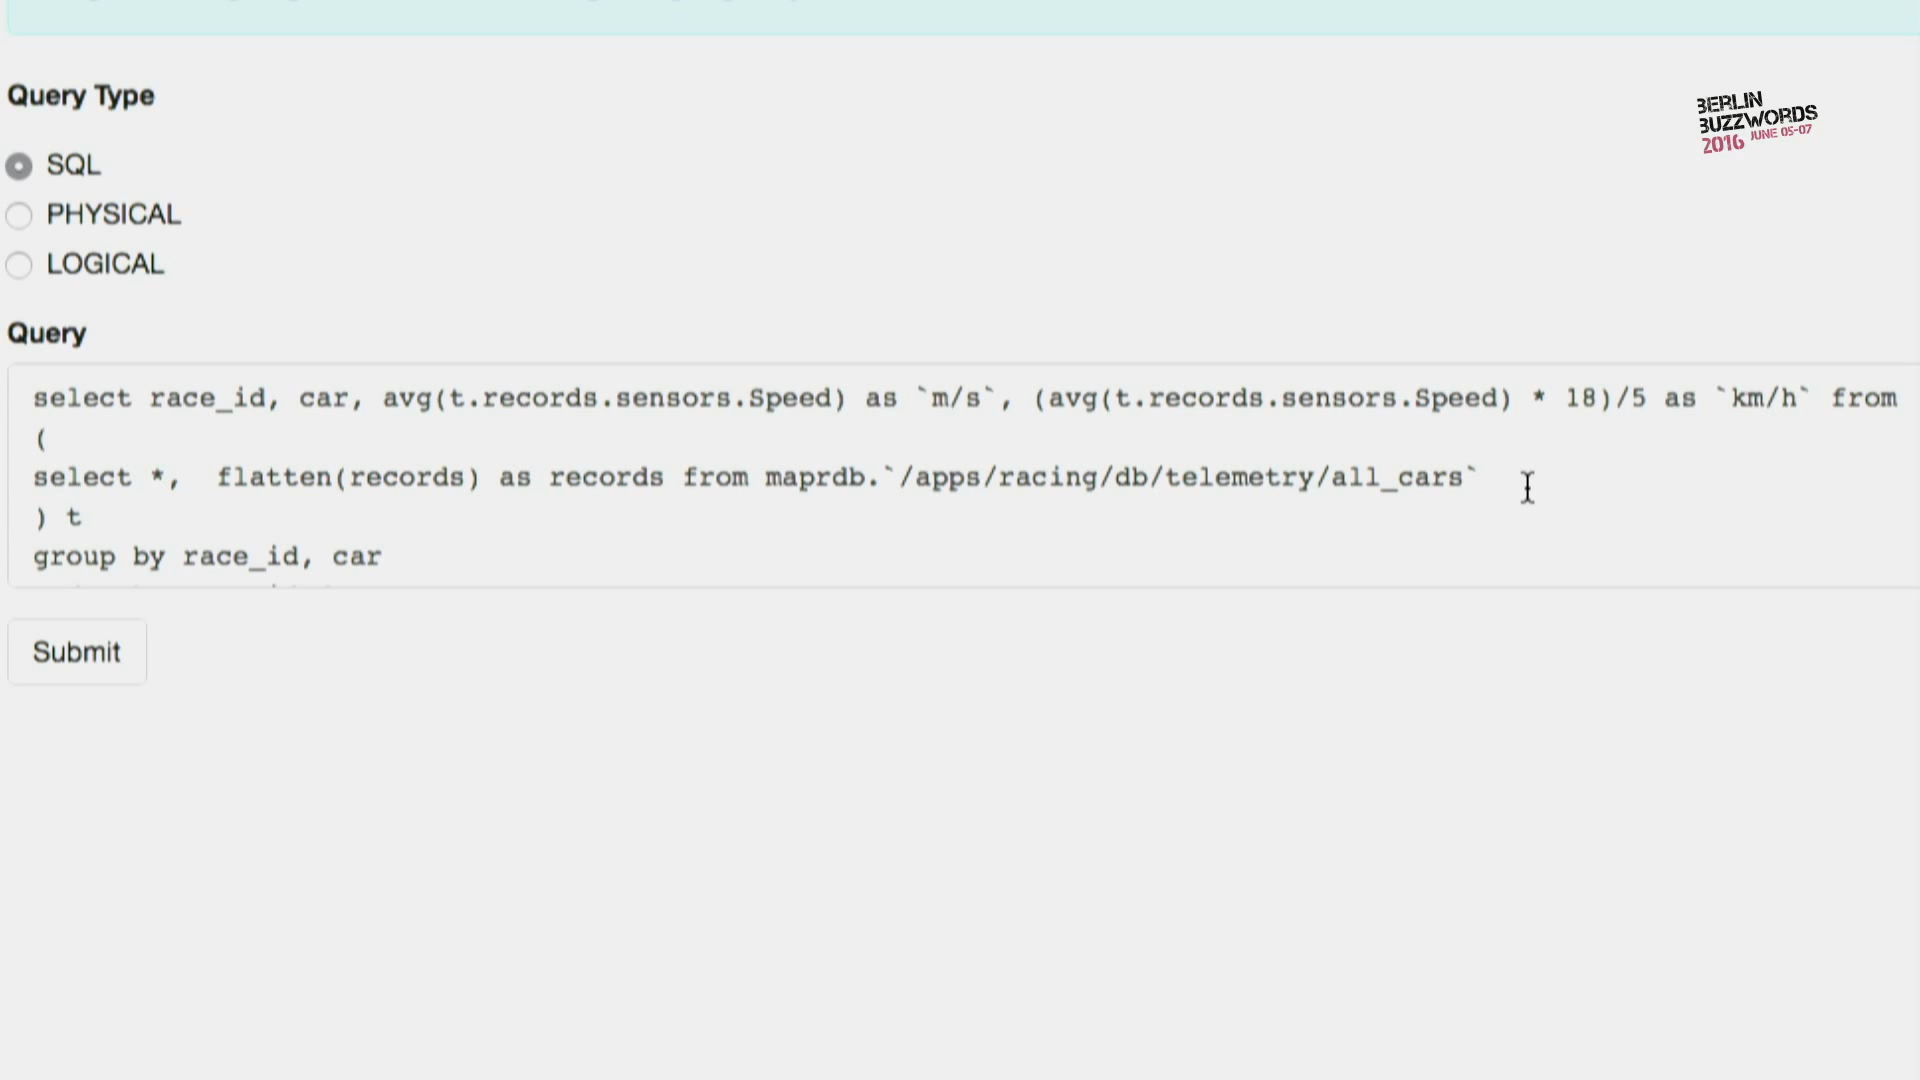 Query Type
BERLIN
BUZZWORDS
2016 JUNE 05-07
SQL
PHYSICAL
LOGICAL
Query
select race_id, car, avg(t.records.sensors.Speed) as `m/s`, (avg(t.records.sensors.Speed) * 18)/5 as `km/h` from
(
select *,  flatten(records) as records from maprdb.`/apps/racing/db/telemetry/all_cars`
) t
group by race_id, car
Submit